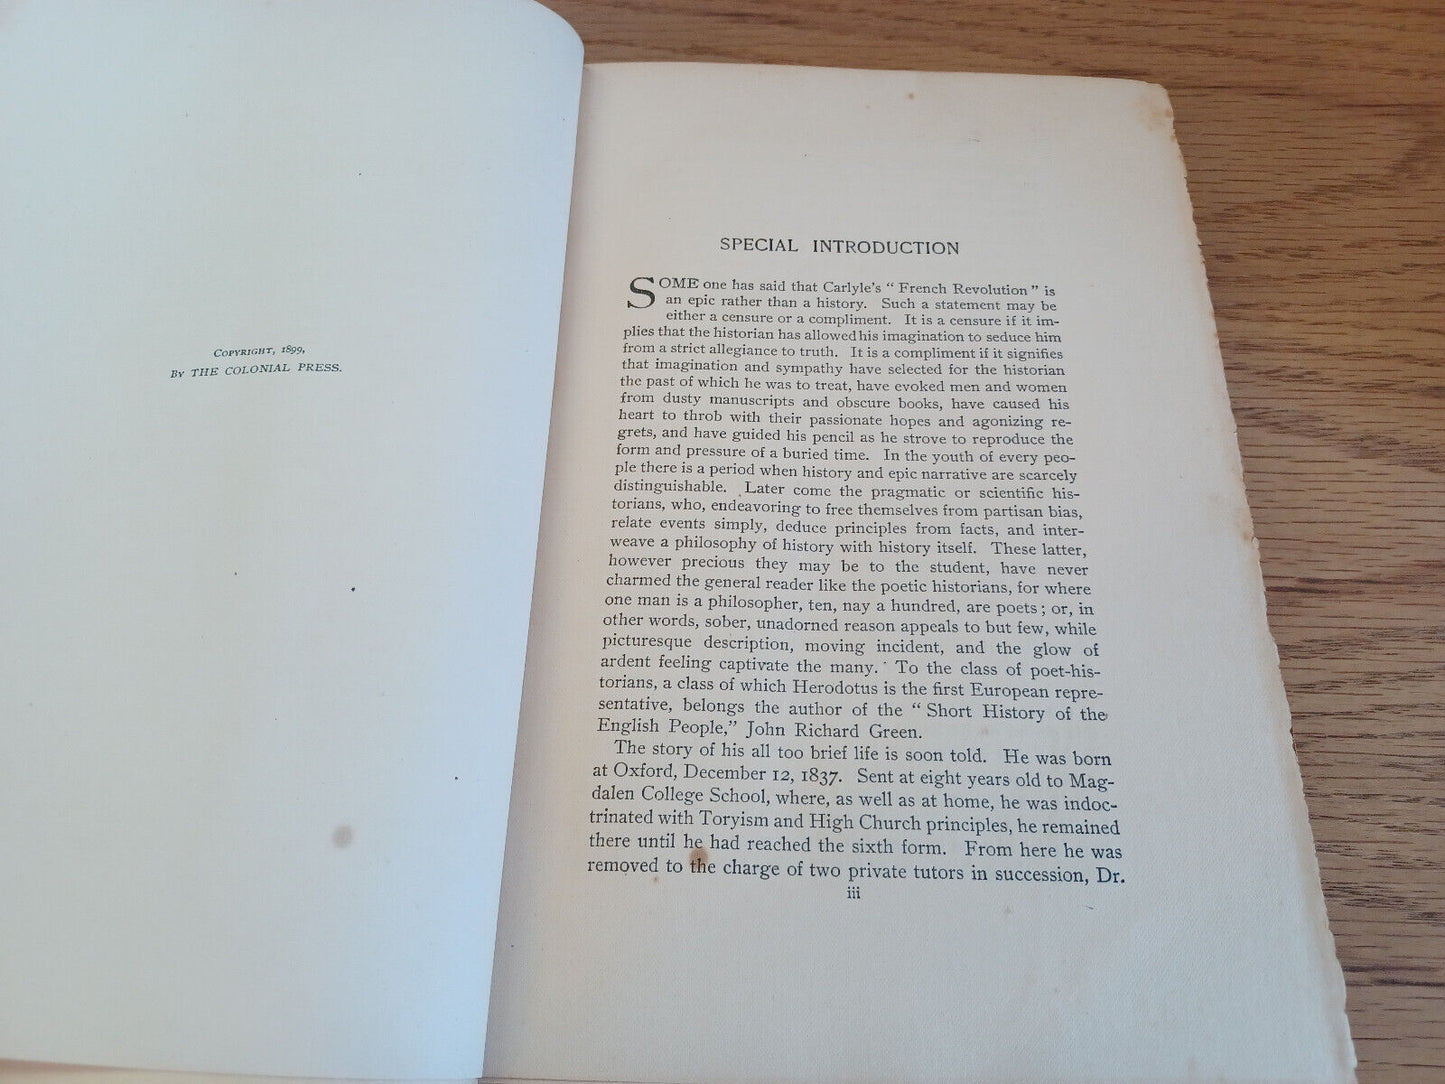 Copyright, 1899,
By THE COLONIAL PRESS.
SPECIAL INTRODUCTION
SOME one has said that Carlyle's “ French Revolution ” is
an epic rather than a history. Such a statement may be
either a censure or a compliment. It is a censure if it im-
plies that the historian has allowed his imagination to seduce him
from a strict allegiance to truth. It is a compliment if it signifies
that imagination and sympathy have selected for the historian
the past of which he was to treat, have evoked men and women
from dusty manuscripts and obscure books, have caused his
heart to throb with their passionate hopes and agonizing re-
grets, and have guided his pencil as he strove to reproduce the
form and pressure of a buried time. In the youth of every peo-
ple there is a period when history and epic narrative are scarcely
distinguishable. Later come the pragmatic or scientific his-
torians, who, endeavoring to free themselves from partisan bias,
relate events simply, deduce principles from facts, and inter-
weave a philosophy of history with history itself. These latter,
however precious they may be to the student, have never
charmed the general reader like the poetic historians, for where
one man is a philosopher, ten, nay a hundred, are poets ; or, in
other words, sober, unadorned reason appeals to but few, while
picturesque description, moving incident, and the glow of
ardent feeling captivate the many. To the class of poet-his-
torians, a class of which Herodotus is the first European repre-
sentative, belongs the author of the “ Short History of the
English People,” John Richard Green.
The story of his all too brief life is soon told. He was born
at Oxford, December 12, 1837. Sent at eight years old to Mag-
dalen College School, where, as well as at home, he was indoc-
trinated with Toryism and High Church principles, he remained
there until he had reached the sixth form. From here he was
removed to the charge of two private tutors in succession, Dr.
iii